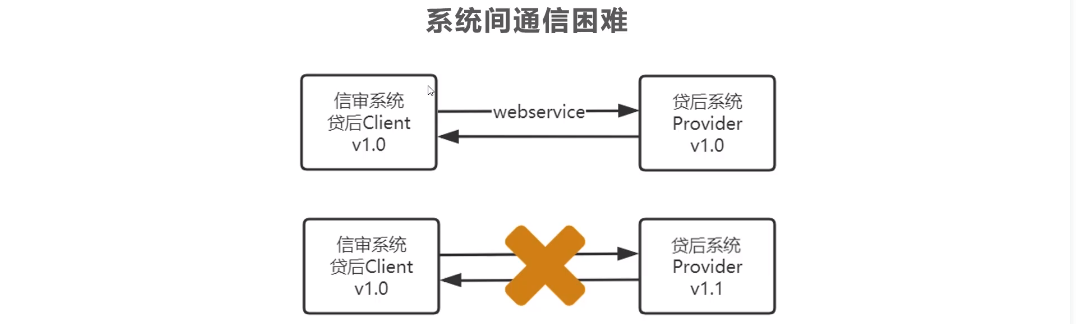 系统间通信困难
信审系统
贷后Client
v1.0
webservice
贷后系统
Provider
v1.0
信审系统
贷后Client
v1.0
贷后系统
Provider
v1.1